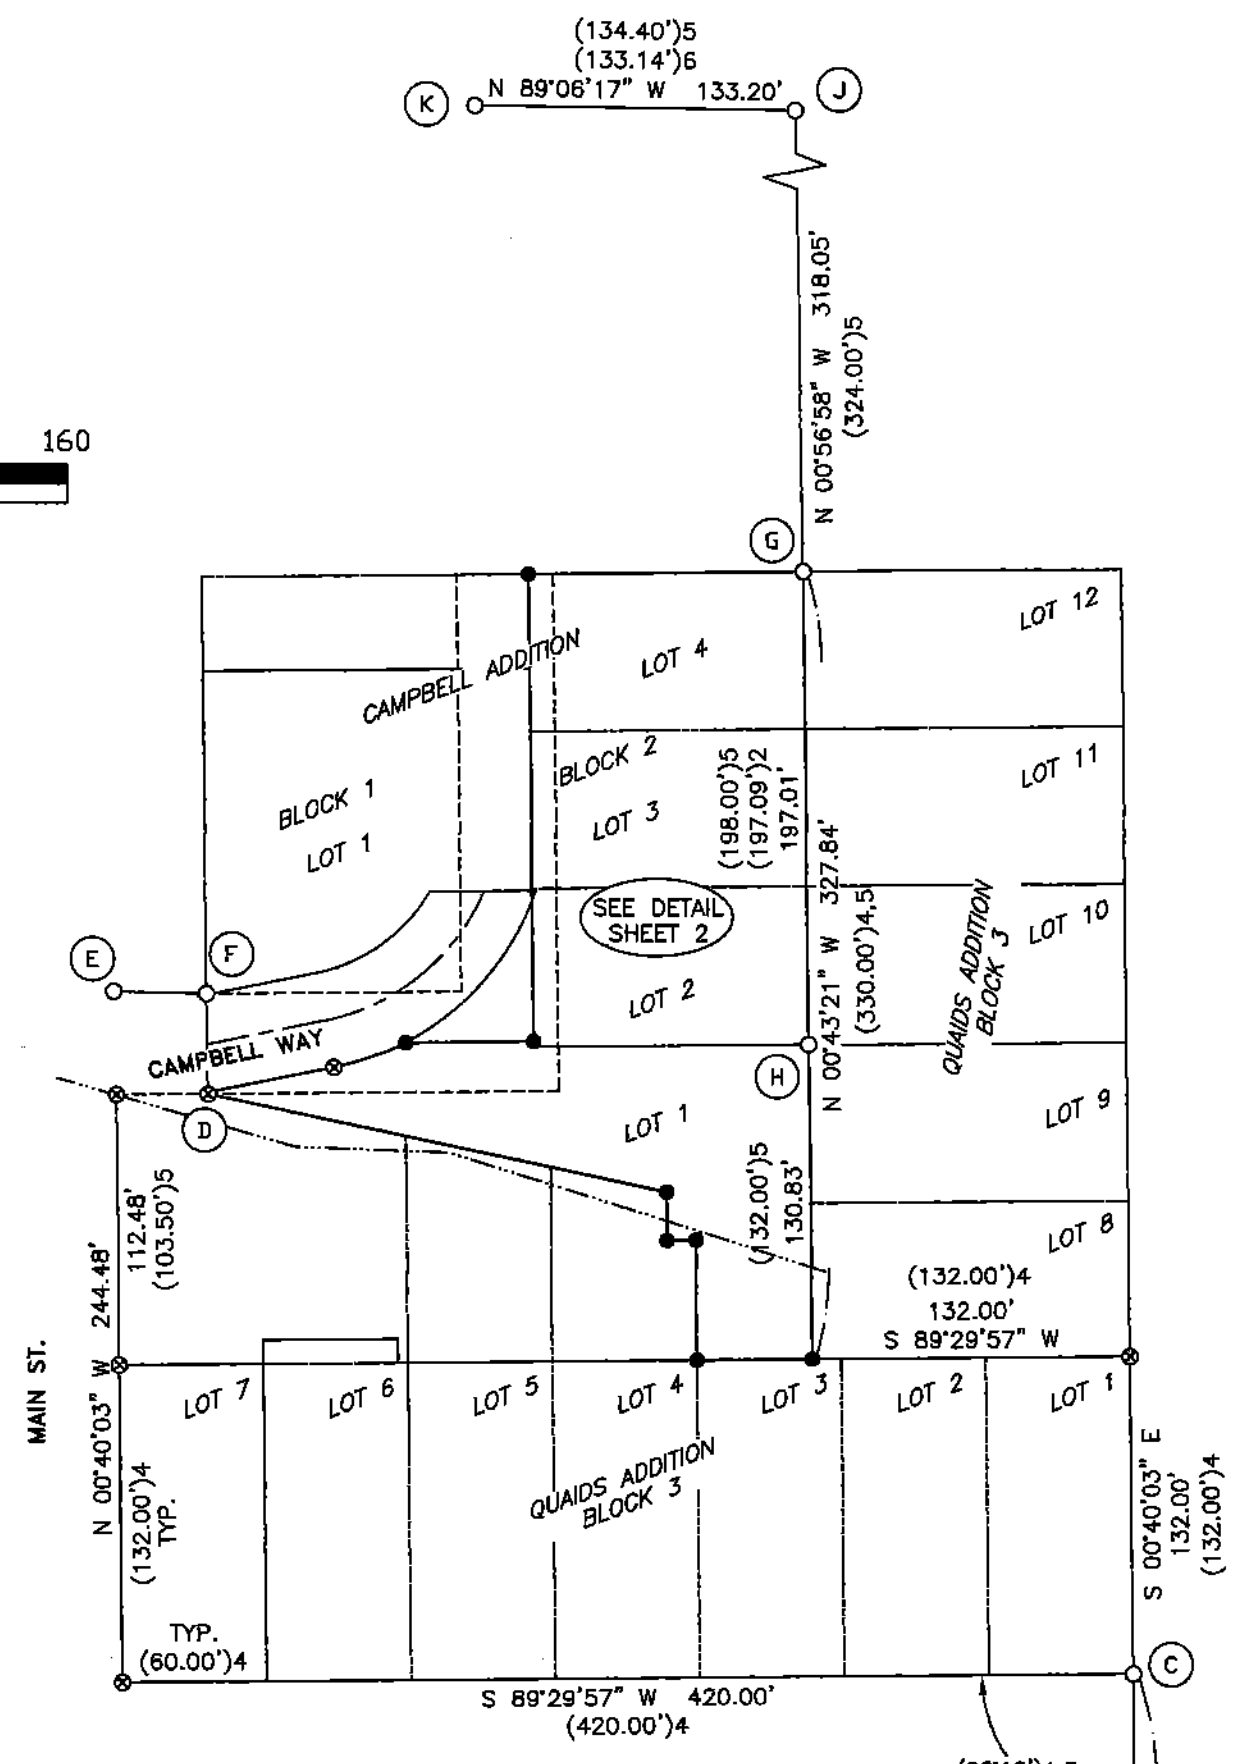 (134.40')5
(133.14')6
N 89°06'17" W 133.20'
K
J
N 00°56'58" W 318.05'
(324.00')5
160
G
LOT 12
LOT 4
CAMPBELL ADDITION
BLOCK 2
LOT 11
BLOCK 1
LOT 3
LOT 1
(198.00')5
(197.09')2
197.01'
N 00°43'21" W 327.84'
(330.00')4,5
SEE DETAIL
SHEET 2
QUAIDS ADDITION
BLOCK 3
LOT 10
E
F
LOT 2
CAMPBELL WAY
H
D
LOT 1
LOT 9
112.48'
(103.50')5
(132.00')5
130.83'
LOT 8
(132.00')4
132.00'
S 89°29'57" W
MAIN ST.
N 00°40'03" W 244.48'
LOT 7
LOT 6
LOT 5
LOT 4
LOT 3
LOT 2
LOT 1
QUAIDS ADDITION
BLOCK 3
(132.00')4
TYP.
S 00°40'03" E
132.00'
(132.00')4
TYP.
(60.00')4
C
S 89°29'57" W 420.00'
(420.00')4